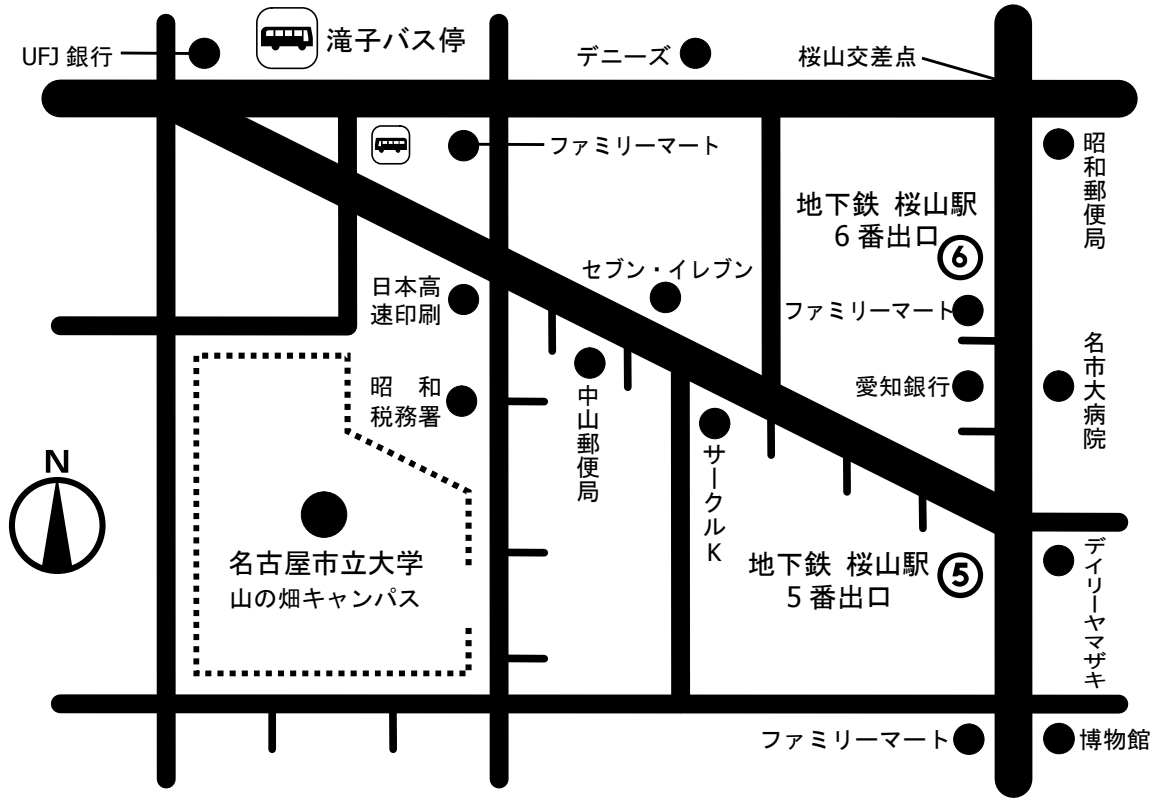 UFJ 銀行
滝子バス停
デニーズ
桜山交差点
ファミリーマート
昭和郵便局
地下鉄 桜山駅
6 番出口
6
セブン・イレブン
日本高
速印刷
ファミリーマート
名市大病院
昭 和
税務署
中山郵便局
愛知銀行
サークルK
N
名古屋市立大学
山の畑キャンパス
地下鉄 桜山駅
5 番出口
5
デイリーヤマザキ
ファミリーマート
博物館